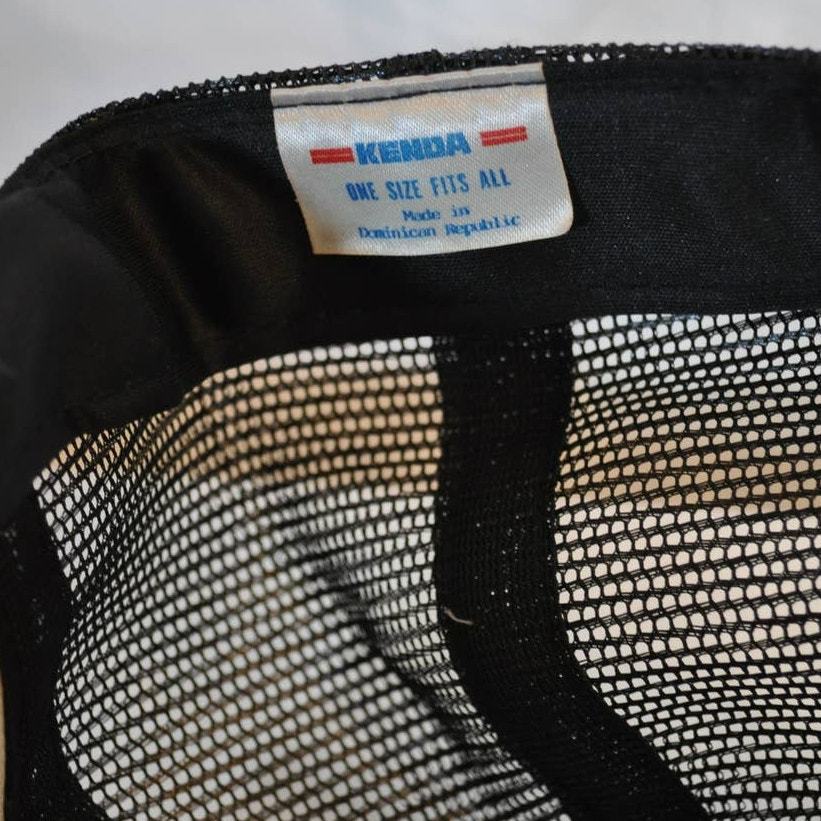 KENDA
ONE SIZE FITS ALL
Made in
Dominican Republic